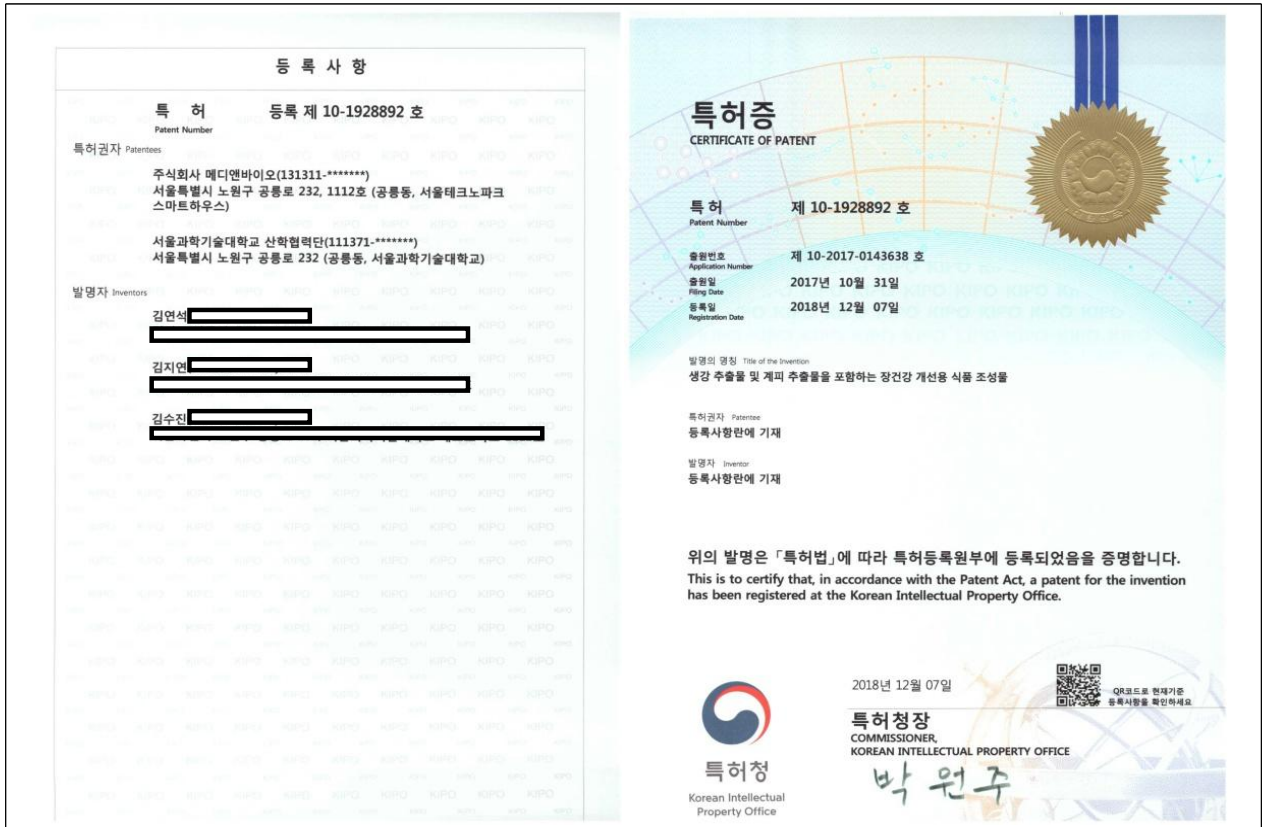 등 록 사 항
특 허 등록 제 10-1928892 호
Patent Number
특허권자 Patentees
주식회사 메디앤바이오(131311-*******)
서울특별시 노원구 공릉로 232, 1112호 (공릉동, 서울테크노파크
스마트하우스)
서울과학기술대학교 산학협력단(111371-*******)
서울특별시 노원구 공릉로 232 (공릉동, 서울과학기술대학교)
발명자 Inventors
김연석
김지연
김수진
특허증
CERTIFICATE OF PATENT
특 허 제 10-1928892 호
Patent Number
출원번호 제 10-2017-0143638 호
Application Number
출원일 2017년 10월 31일
Filing Date
등록일 2018년 12월 07일
Registration Date
발명의 명칭 Title of the Invention
생강 추출물 및 계피 추출물을 포함하는 장건강 개선용 식품 조성물
특허권자 Patentee
등록사항란에 기재
발명자 Inventor
등록사항란에 기재
위의 발명은 「특허법」에 따라 특허등록원부에 등록되었음을 증명합니다.
This is to certify that, in accordance with the Patent Act, a patent for the invention
has been registered at the Korean Intellectual Property Office.
2018년 12월 07일
QR코드로 현재기준
등록사항을 확인하세요
특허청장
COMMISSIONER,
KOREAN INTELLECTUAL PROPERTY OFFICE
박원주
특허청
Korean Intellectual
Property Office